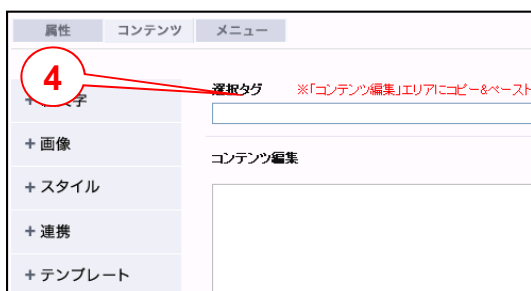 属性 コンテンツ メニュー
4
選択タグ ※「コンテンツ編集」エリアにコピー&ペースト
字
+ 画像
コンテンツ編集
+ スタイル
+ 連携
+ テンプレート